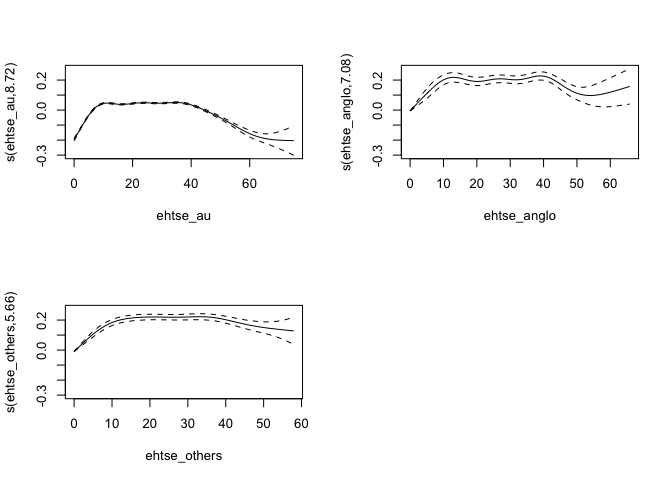 s(ehtse_au,8.72)
0.2
0.0
-0.3
0 20 40 60
ehtse_au
s(ehtse_anglo,7.08)
0.2
0.0
-0.3
0 10 20 30 40 50 60
ehtse_anglo
s(ehtse_others,5.66)
0.2
0.0
-0.3
0 10 20 30 40 50 60
ehtse_others